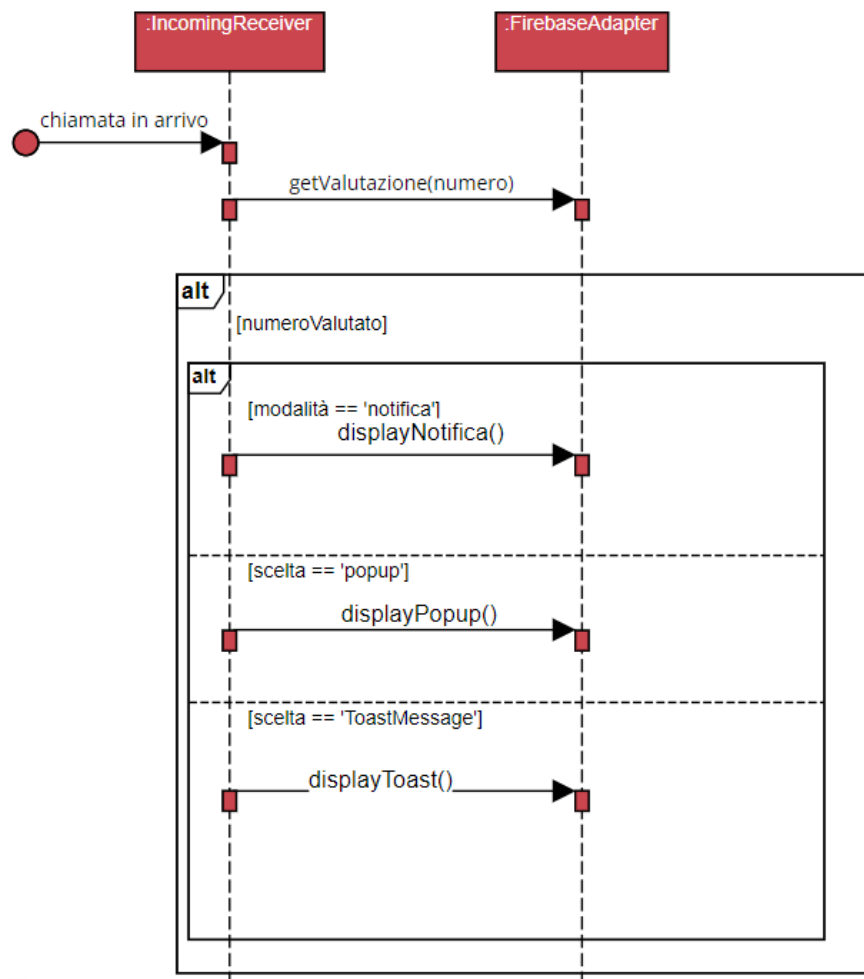 :IncomingReceiver
:FirebaseAdapter
chiamata in arrivo
getValutazione(numero)
alt
[numeroValutato]
alt
[modalità == 'notifica']
displayNotifica()
[scelta == 'popup']
displayPopup()
[scelta == 'ToastMessage']
displayToast()